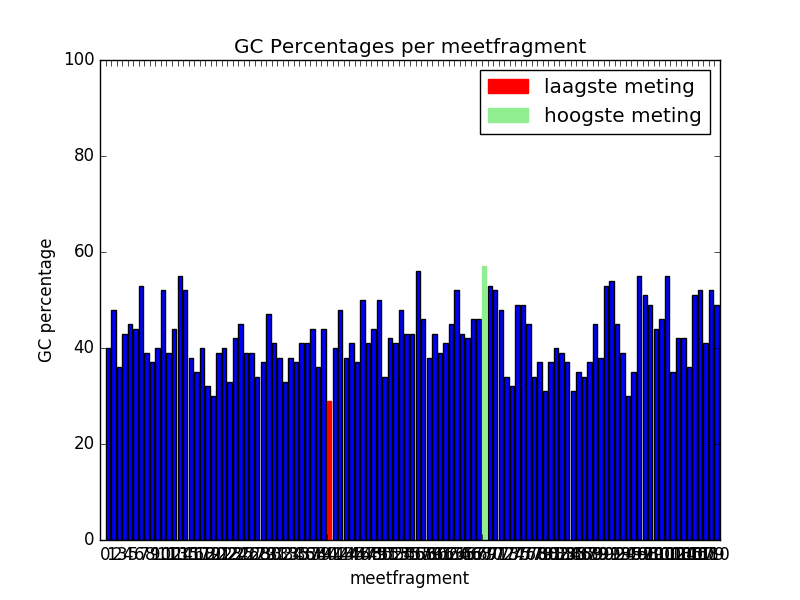 GC Percentages per meetfragment
100
laagste meting
hoogste meting
80
60
GC percentage
40
20
0
meetfragment